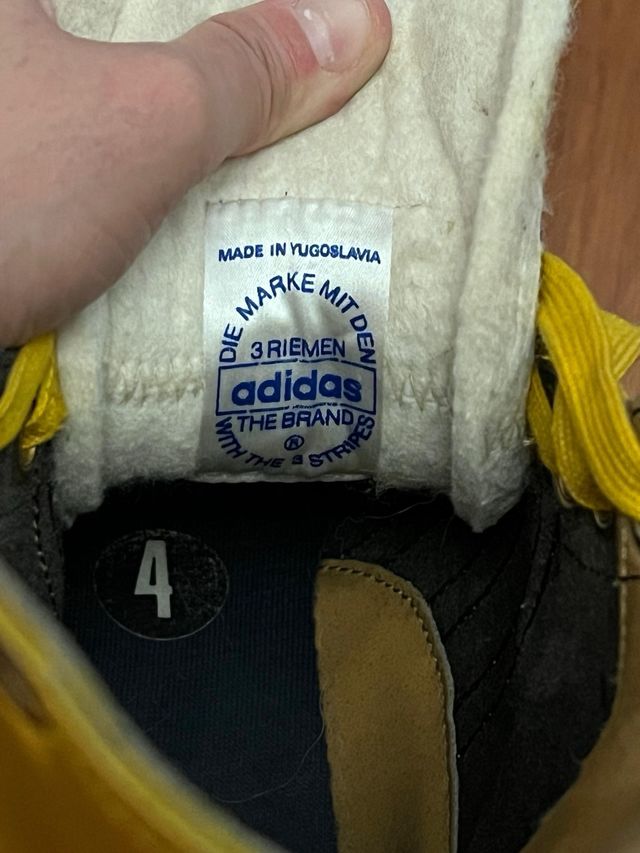 MADE IN YUGOSLAVIA
DIE MARKE MIT DEN
3 RIEMEN
adidas
THE BRAND
®
WITH THE 3 STRIPES
4